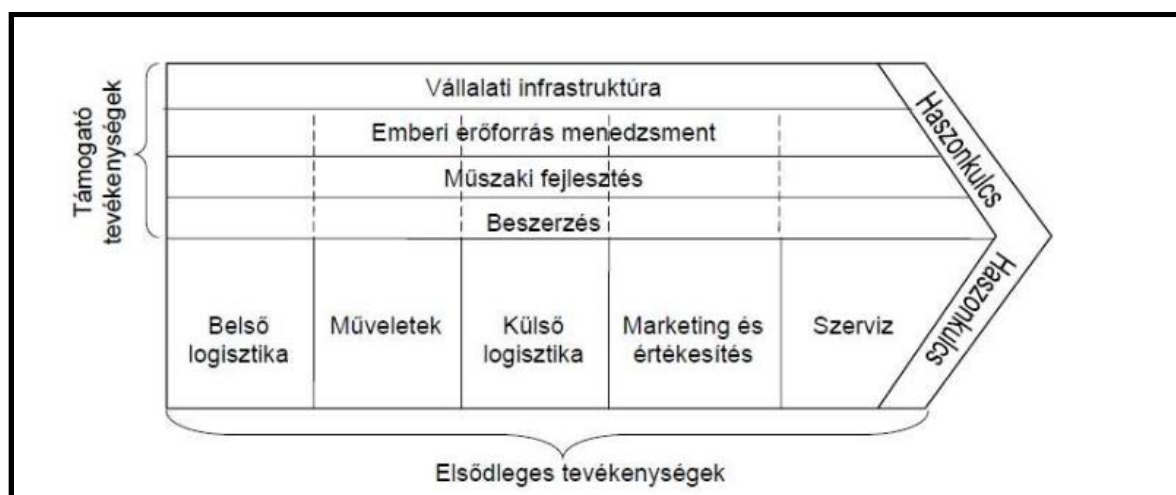 Támogató
tevékenységek
Vállalati infrastruktúra
Emberi erőforrás menedzsment
Műszaki fejlesztés
Beszerzés
Haszonkulcs
Haszonkulcs
Belső
logisztika
Műveletek
Külső
logisztika
Marketing és
értékesítés
Szerviz
Elsődleges tevékenységek